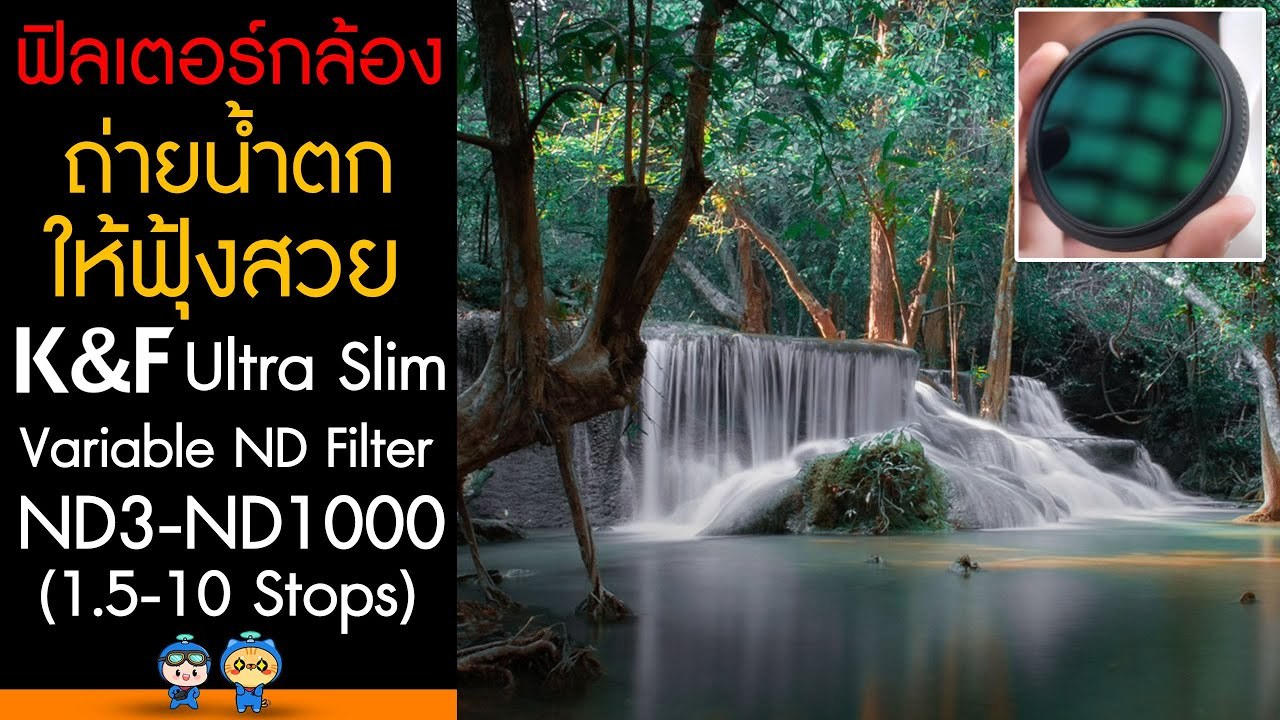 ฟิลเตอร์กล้อง
ถ่ายน้ำตก
ให้ฟุ้งสวย
K&F Ultra Slim
Variable ND Filter
ND3-ND1000
(1.5-10 Stops)